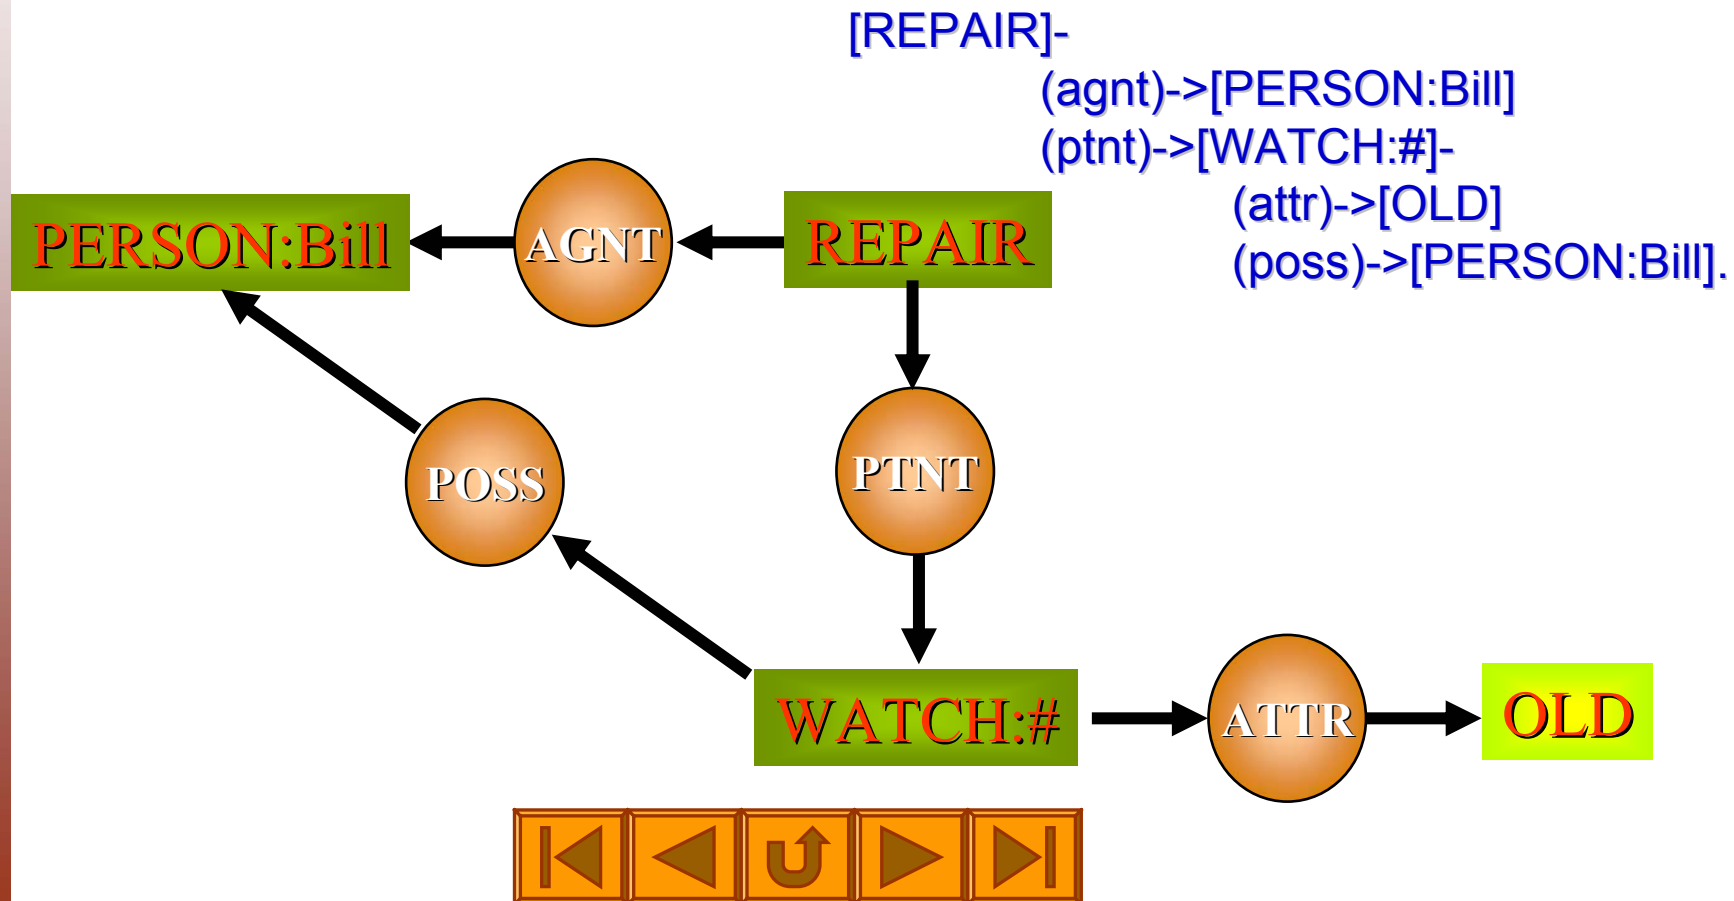 [REPAIR]-
(agnt)->[PERSON:Bill]
(ptnt)->[WATCH:#]-
(attr)->[OLD]
(poss)->[PERSON:Bill].
PERSON:Bill
AGNT
REPAIR
POSS
PTNT
WATCH:#
ATTR
OLD